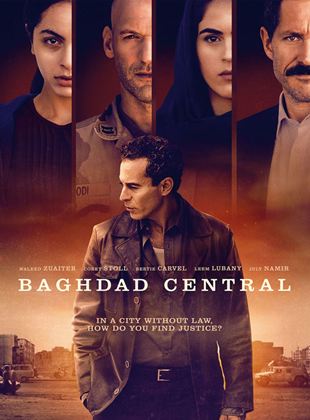 WALEED ZUAITER COREY STOLL BERTIE CARVEL LEEM LUBANY JULY NAMIR
BAGHDAD CENTRAL
IN A CITY WITHOUT LAW,
HOW DO YOU FIND JUSTICE?